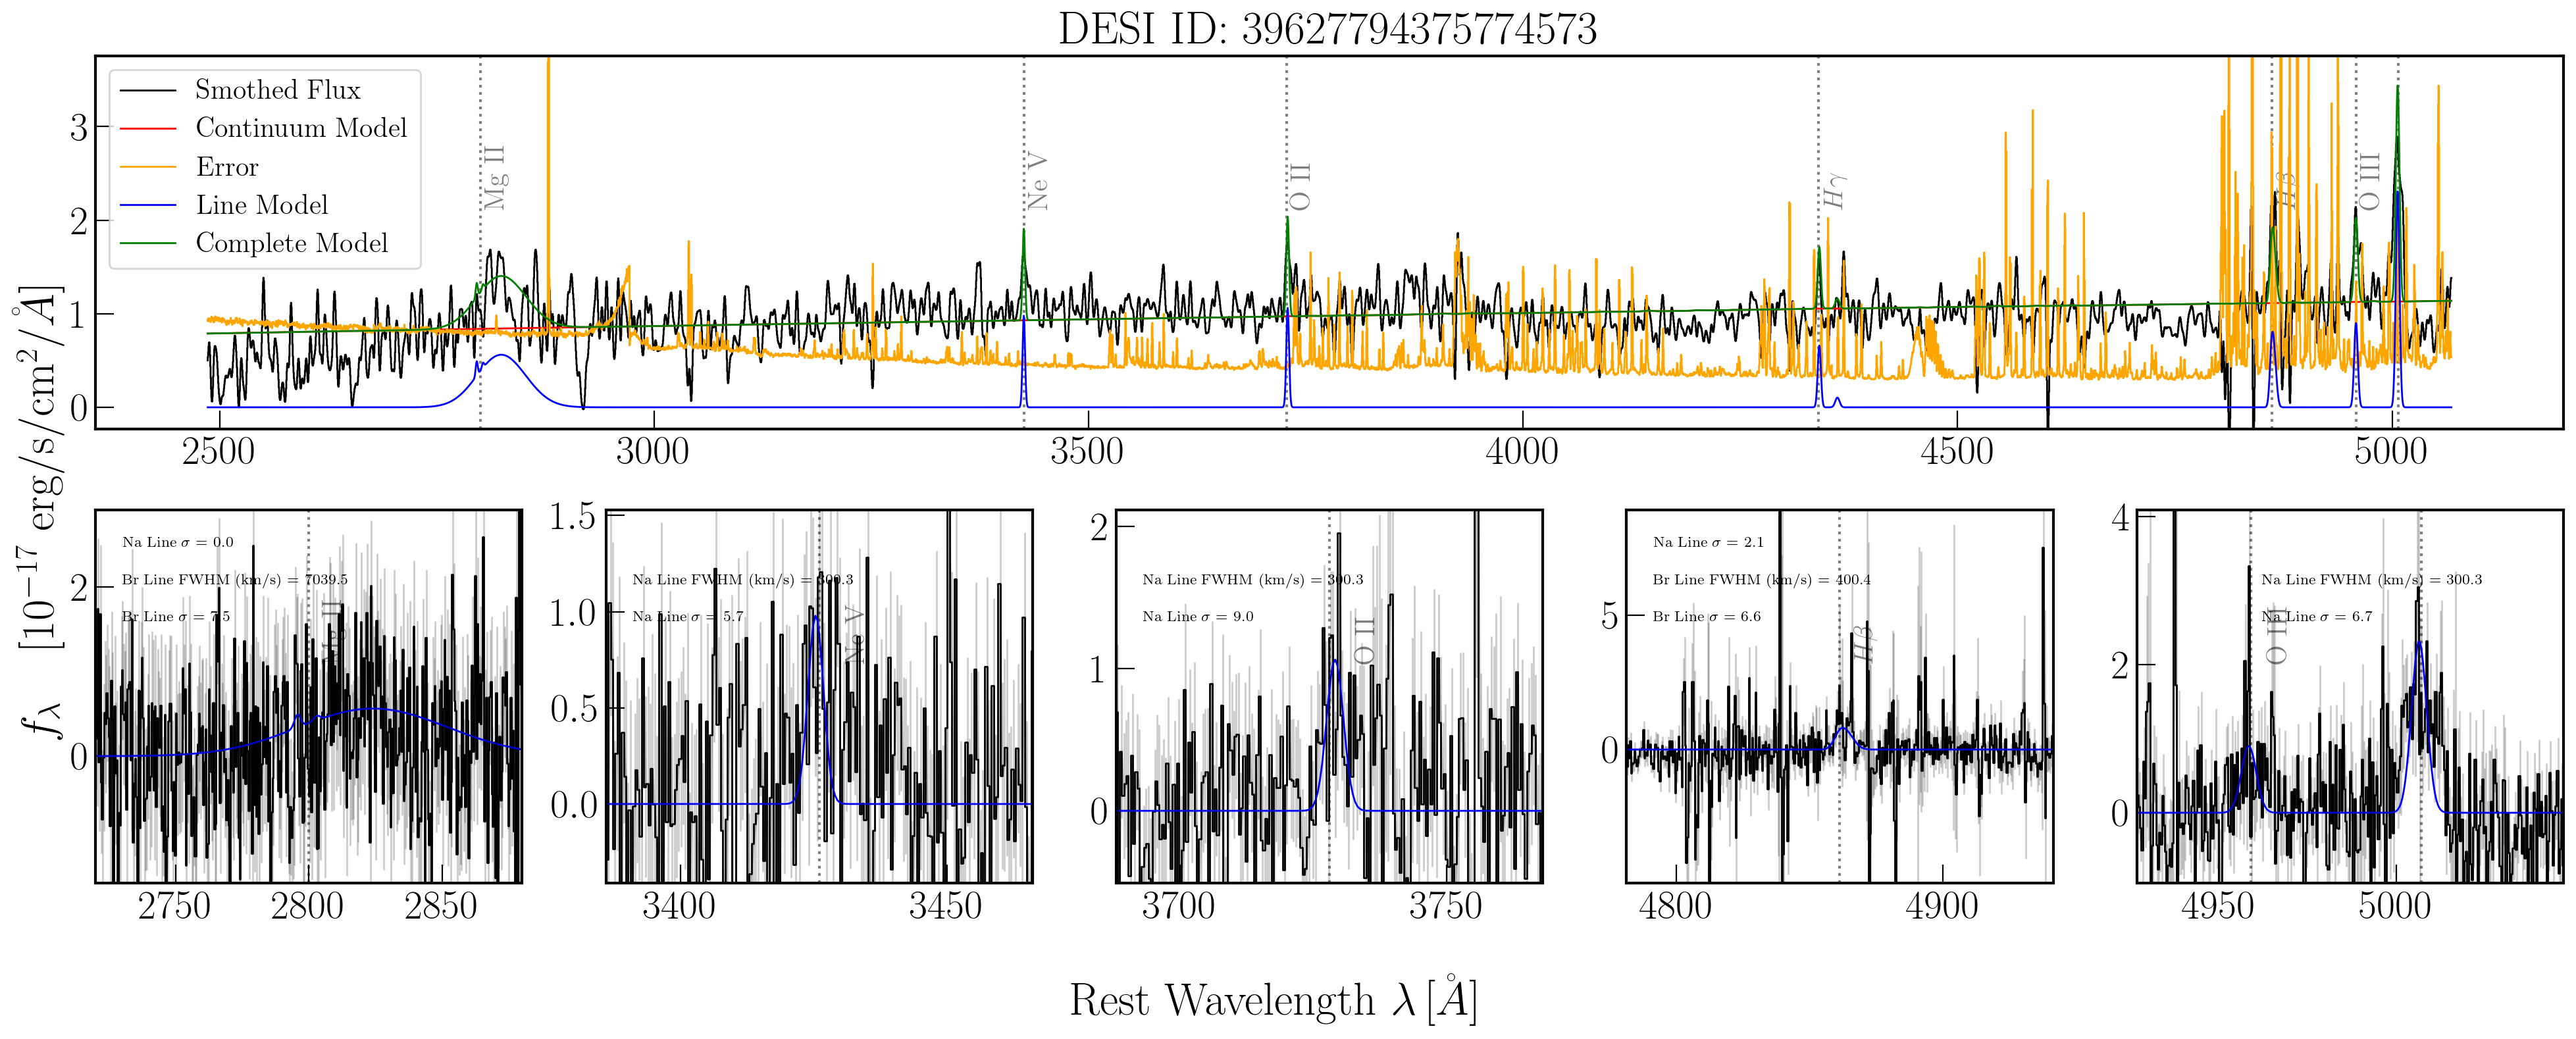 DESI ID: 39627794375774573
Smothed Flux
Continuum Model
Error
Line Model
Complete Model
Mg II
Ne V
O II
Hγ
Hβ
O III
3
2
1
0
2500
3000
3500
4000
4500
5000
f_λ [10^{-17} erg/s/cm^2/Å]
Na Line σ = 0.0
Br Line FWHM (km/s) = 7039.5
Br Line σ = 7.5
Mg II
2
0
2750
2800
2850
Na Line FWHM (km/s) = 300.3
Na Line σ = 5.7
Ne V
1.5
1.0
0.5
0.0
3400
3450
Na Line FWHM (km/s) = 300.3
Na Line σ = 9.0
O II
2
1
0
3700
3750
Na Line σ = 2.1
Br Line FWHM (km/s) = 400.4
Br Line σ = 6.6
Hβ
5
0
4800
4900
Na Line FWHM (km/s) = 300.3
Na Line σ = 6.7
O III
4
2
0
4950
5000
Rest Wavelength λ [Å]